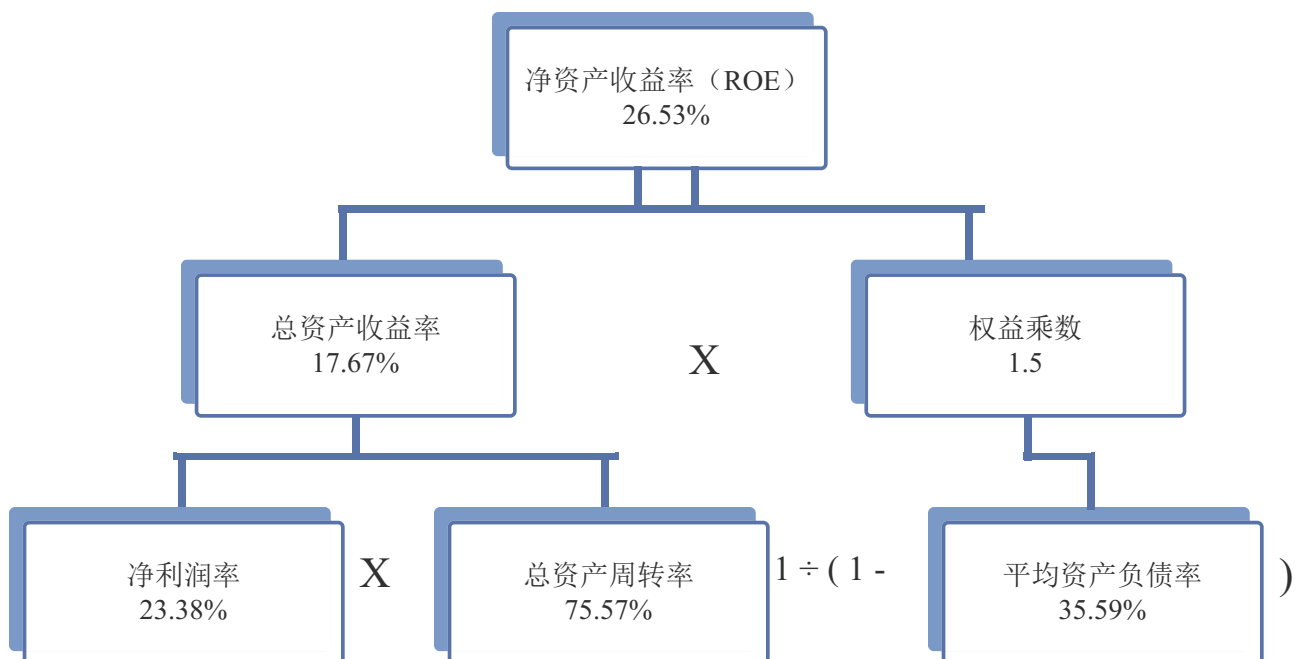 净资产收益率（ROE）
26.53%
总资产收益率
17.67%
X
权益乘数
1.5
净利润率
23.38%
X
总资产周转率
75.57%
1 ÷ ( 1 -
平均资产负债率
35.59%
)